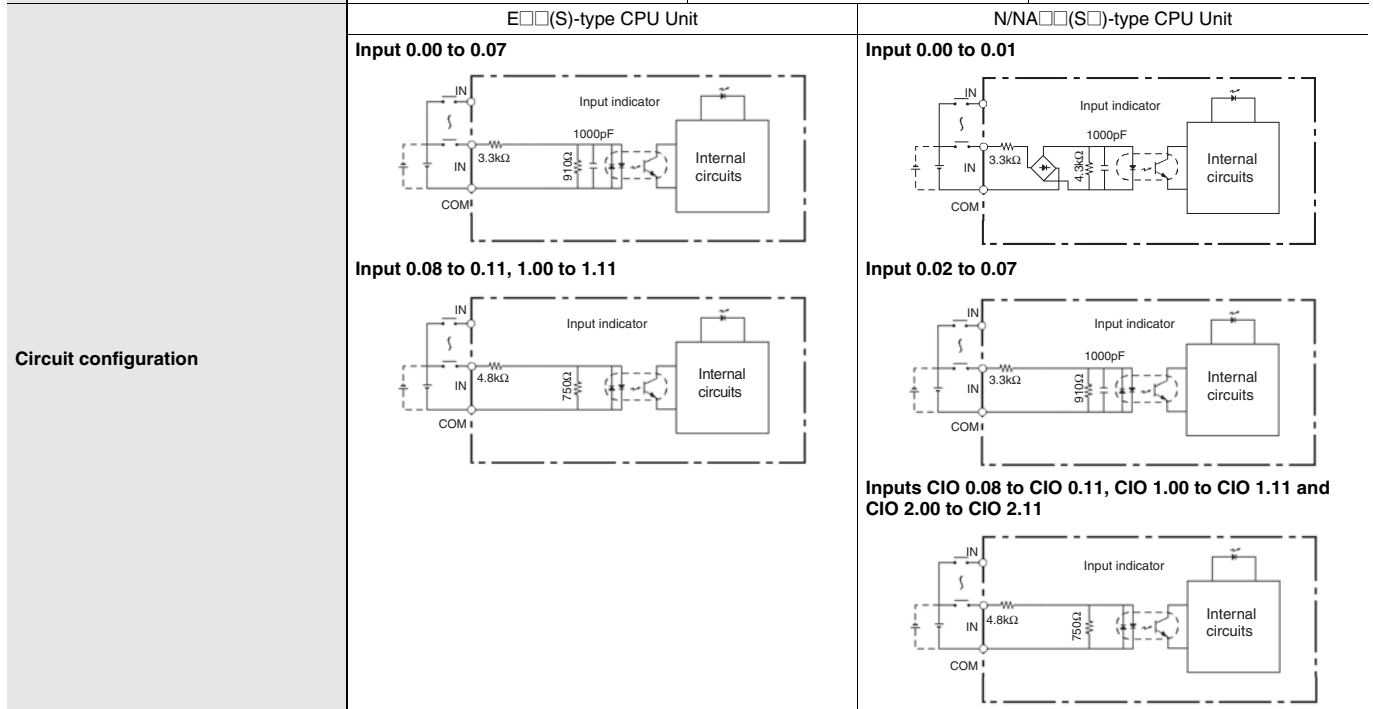 E□□(S)-type CPU Unit
N/NA□□(S□)-type CPU Unit
Circuit configuration
Input 0.00 to 0.07
IN
Input indicator
1000pF
3.3kΩ
910Ω
IN
COM
Internal
circuits
Input 0.08 to 0.11, 1.00 to 1.11
IN
Input indicator
4.8kΩ
750Ω
IN
COM
Internal
circuits
Input 0.00 to 0.01
IN
Input indicator
1000pF
3.3kΩ
4.3kΩ
IN
COM
Internal
circuits
Input 0.02 to 0.07
IN
Input indicator
1000pF
3.3kΩ
910Ω
IN
COM
Internal
circuits
Inputs CIO 0.08 to CIO 0.11, CIO 1.00 to CIO 1.11 and
CIO 2.00 to CIO 2.11
IN
Input indicator
4.8kΩ
750Ω
IN
COM
Internal
circuits